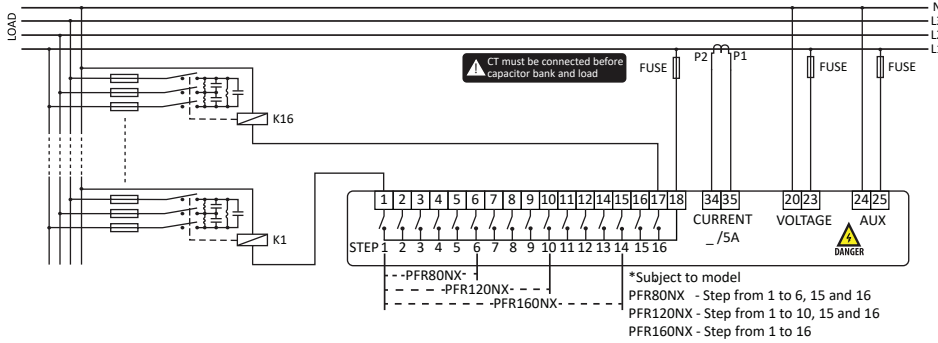 N
LOAD
CT must be connected before
capacitor bank and load
FUSE
P2 P1
FUSE
FUSE
K16
K1
1 2 3 4 5 6 7 8 9 10 11 12 13 14 15 16 17 18
34 35
20 23
24 25
CURRENT
_ /5A
VOLTAGE
AUX
STEP 1 2 3 4 5 6 7 8 9 10 11 12 13 14 15 16
DANGER
PFR80NX
PFR120NX
PFR160NX
*Subject to model
PFR80NX - Step from 1 to 6, 15 and 16
PFR120NX - Step from 1 to 10, 15 and 16
PFR160NX - Step from 1 to 16